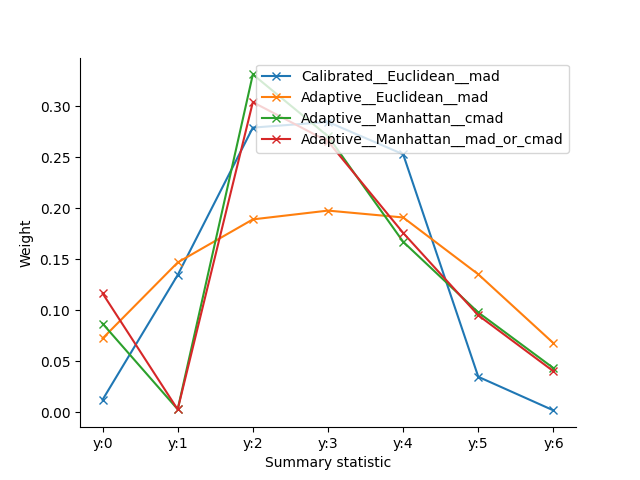 Calibrated__Euclidean__mad
Adaptive__Euclidean__mad
Adaptive__Manhattan__cmad
Adaptive__Manhattan__mad_or_cmad
0.30
0.25
0.20
0.15
0.10
0.05
0.00
Weight
y:0 y:1 y:2 y:3 y:4 y:5 y:6
Summary statistic